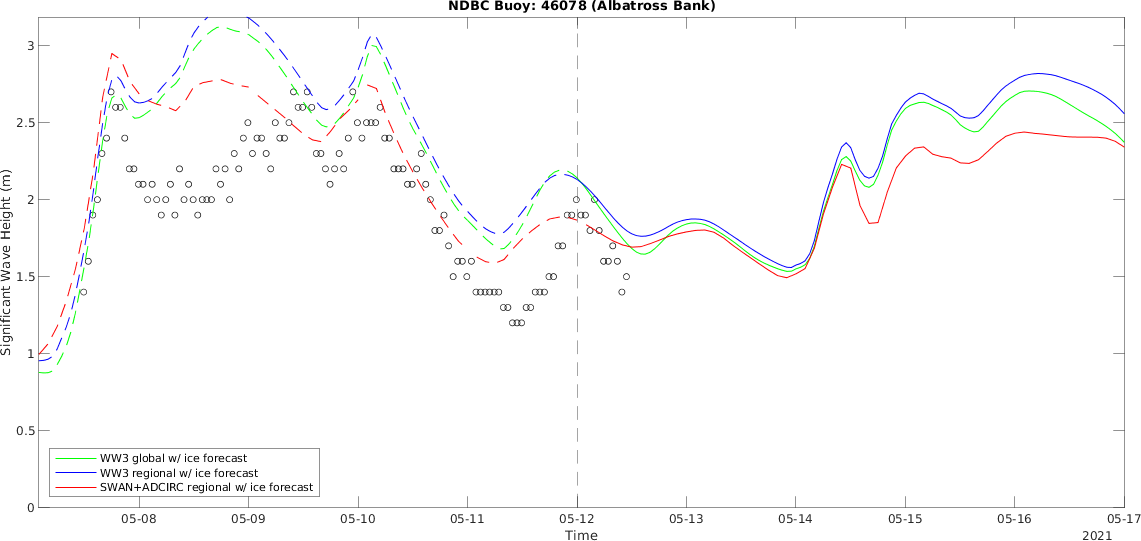 NDBC Buoy: 46078 (Albatross Bank)
Significant Wave Height (m)
3
2.5
2
1.5
1
0.5
0
WW3 global w/ ice forecast
WW3 regional w/ ice forecast
SWAN+ADCIRC regional w/ ice forecast
05-08 05-09 05-10 05-11 05-12 05-13 05-14 05-15 05-16 05-17
Time
2021